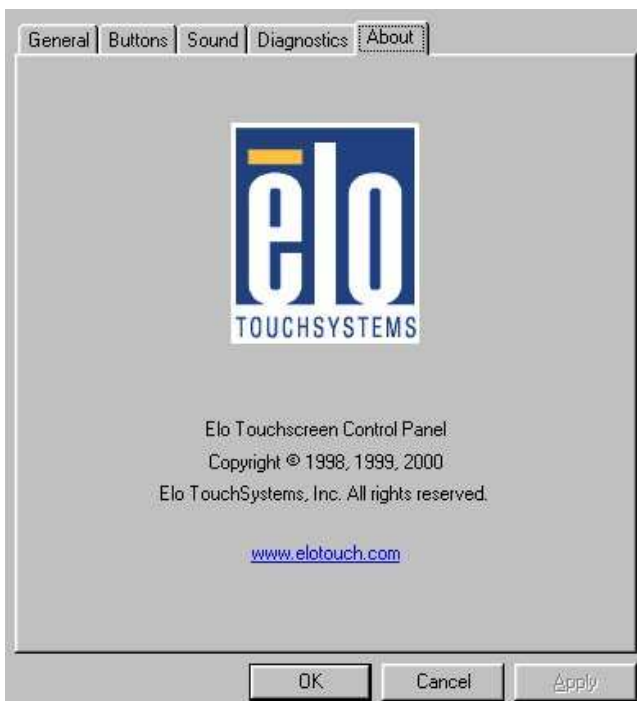 General Buttons Sound Diagnostics About
ēlo
TOUCHSYSTEMS
Elo Touchscreen Control Panel
Copyright © 1998, 1999, 2000
Elo TouchSystems, Inc. All rights reserved.
www.elotouch.com
OK Cancel Apply